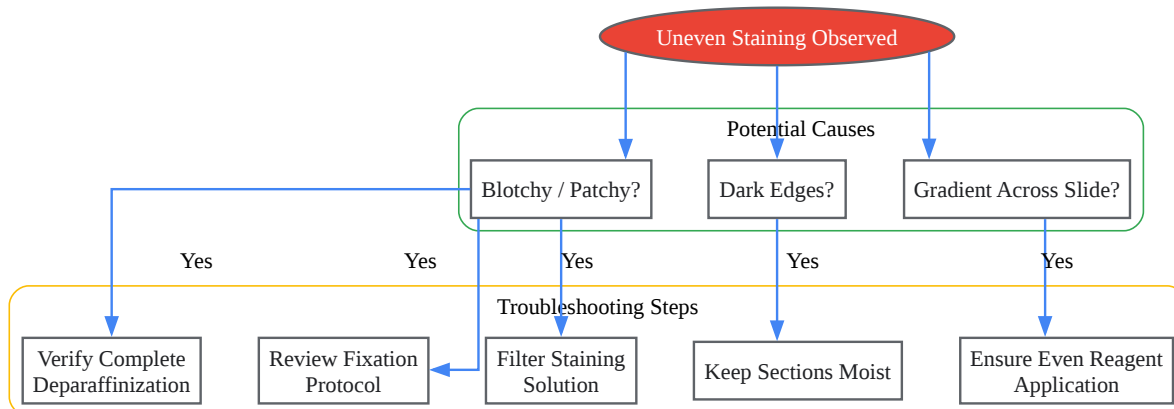 Uneven Staining Observed
Potential Causes
Blotchy / Patchy?
Dark Edges?
Gradient Across Slide?
Yes
Yes
Yes
Yes
Yes
Troubleshooting Steps
Verify Complete
Deparaffinization
Review Fixation
Protocol
Filter Staining
Solution
Keep Sections Moist
Ensure Even Reagent
Application